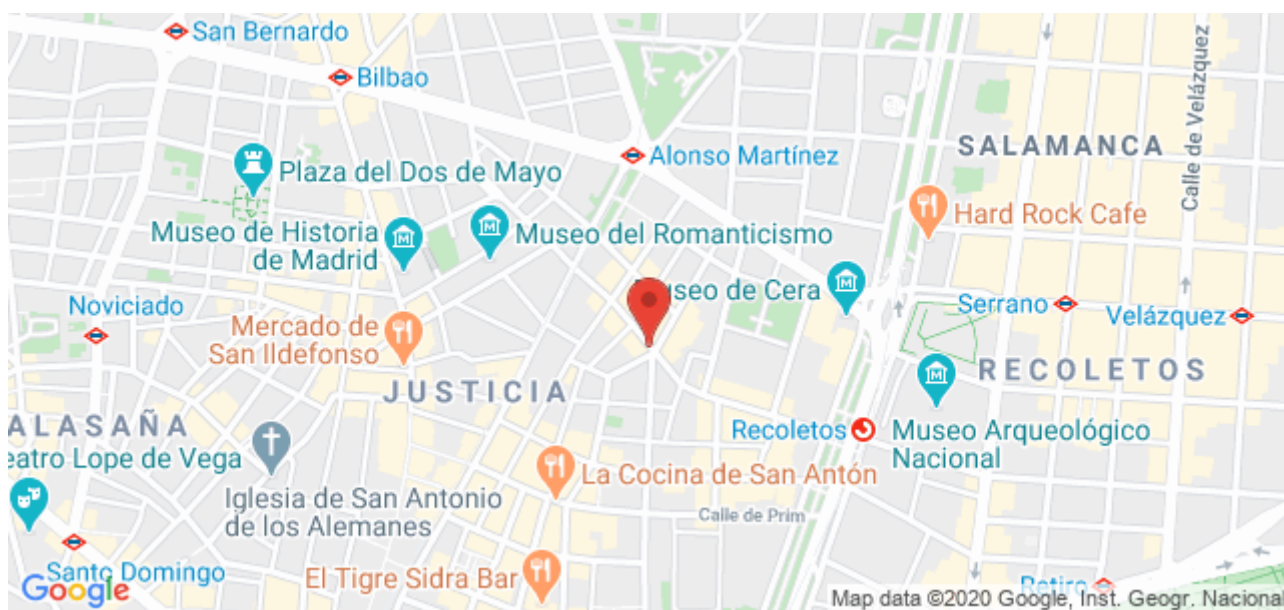 San Bernardo
Bilbao
Calle de Velázquez
Alonso Martínez
SALAMANCA
Plaza del Dos de Mayo
Hard Rock Cafe
Museo de Historia
de Madrid
Museo del Romanticismo
useo de Cera
Noviciado
Serrano
Velázquez
Mercado de
San Ildefonso
JUSTICIA
RECOLETOS
ALASAÑA
Recoletos
Museo Arqueológico
Nacional
eatro Lope de Vega
La Cocina de San Antón
Iglesia de San Antonio
de los Alemanes
Calle de Prim
Santo Domingo
El Tigre Sidra Bar
Retiro
Google
Map data ©2020 Google, Inst. Geogr. Naciona